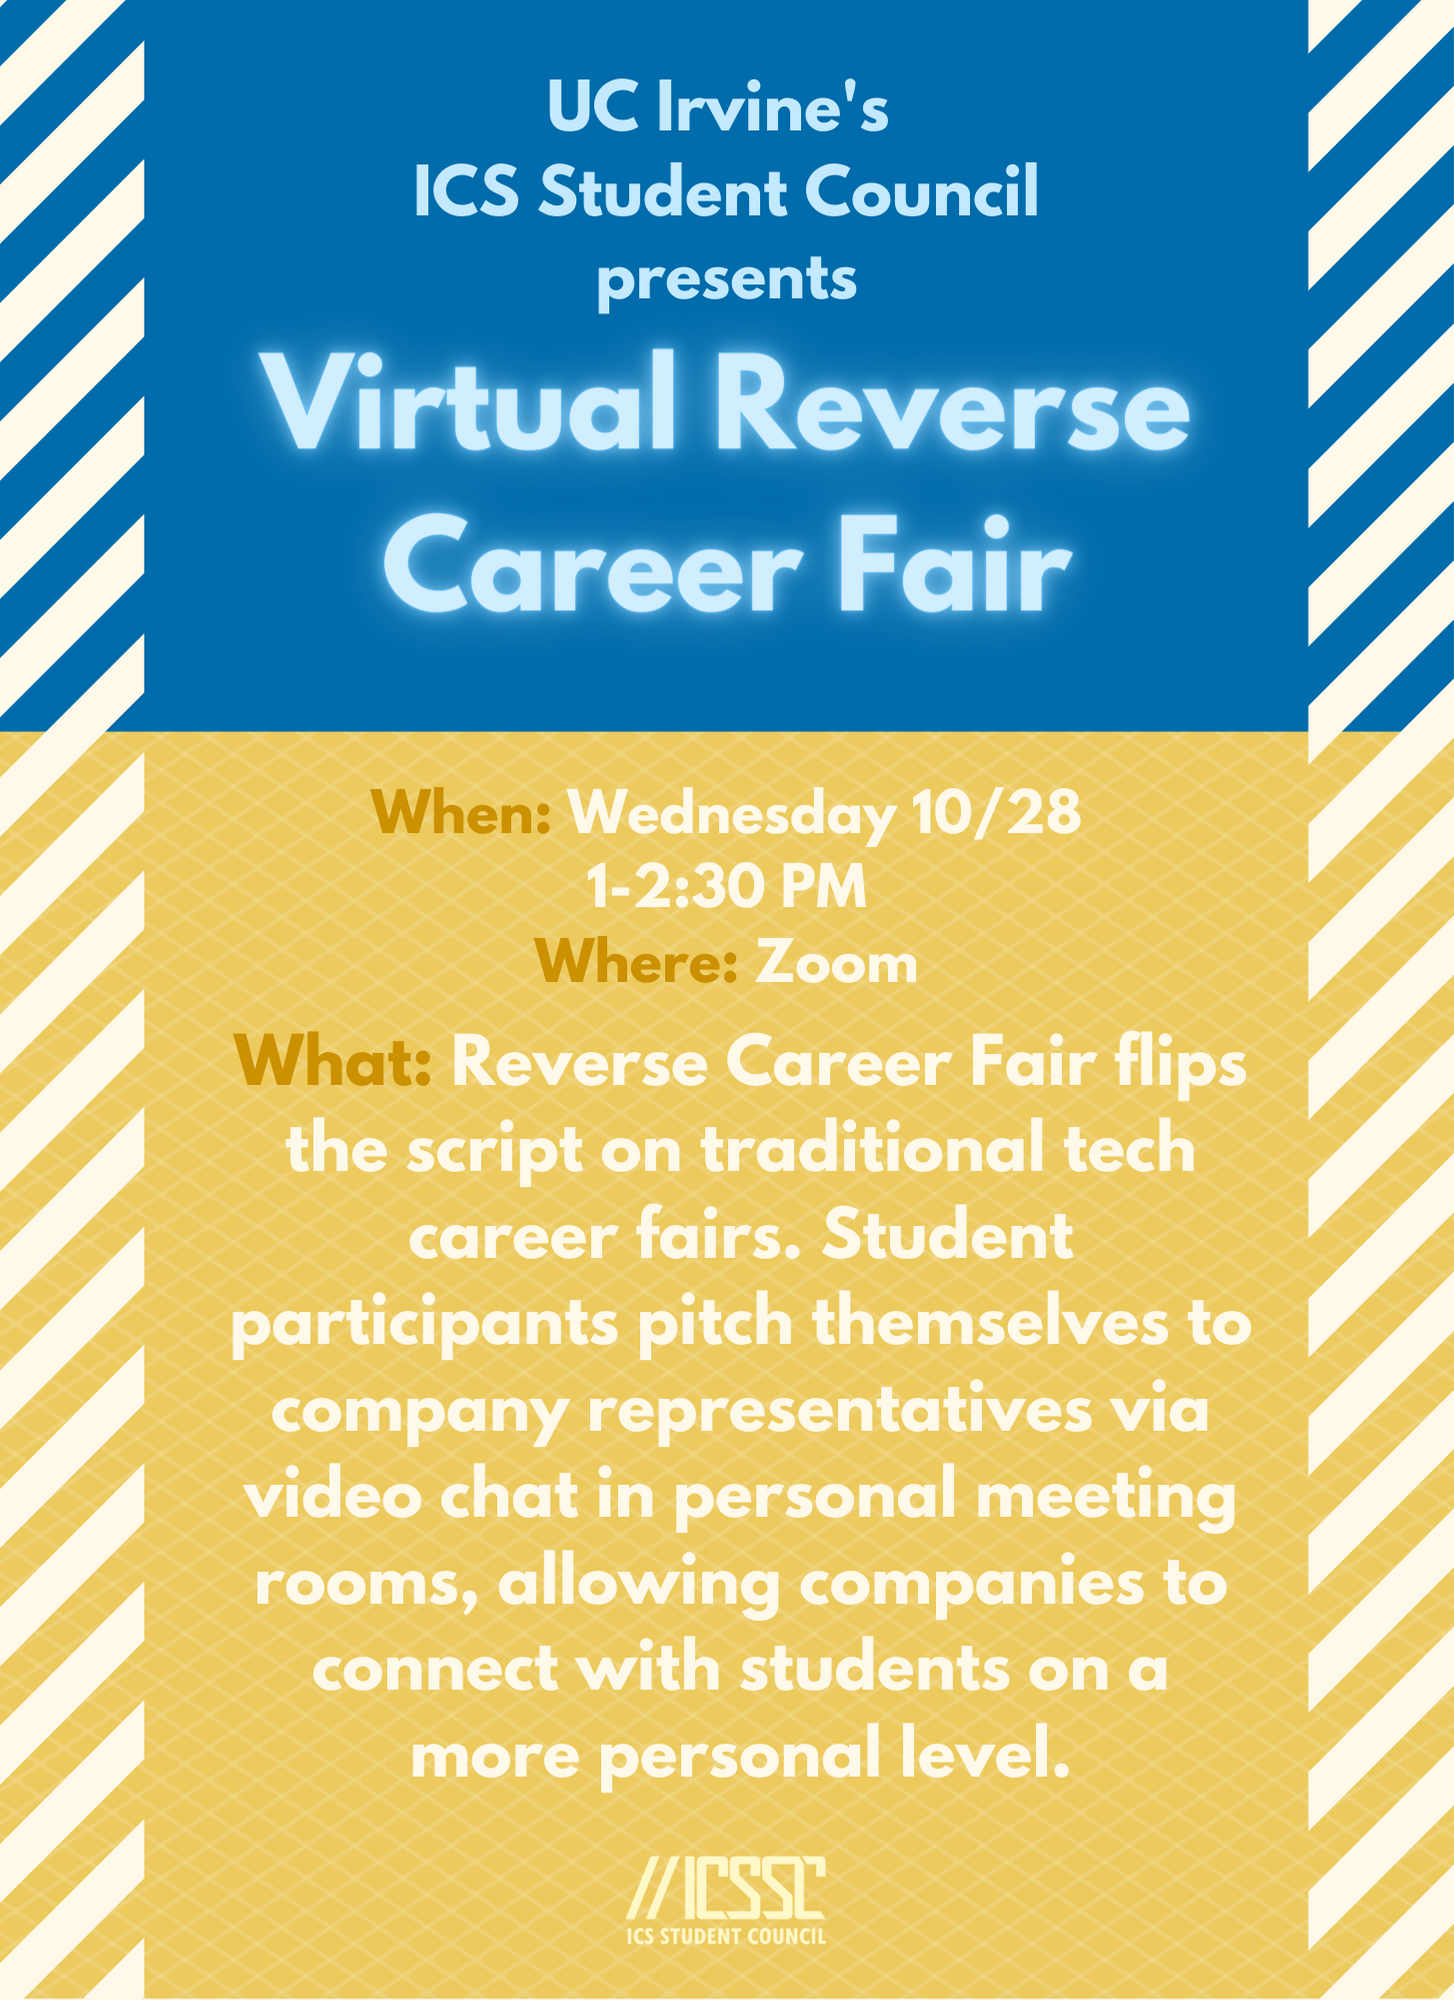 UC Irvine's
ICS Student Council
presents
Virtual Reverse
Career Fair
When: Wednesday 10/28
1-2:30 PM
Where: Zoom
What: Reverse Career Fair flips
the script on traditional tech
career fairs. Student
participants pitch themselves to
company representatives via
video chat in personal meeting
rooms, allowing companies to
connect with students on a
more personal level.
//ICSSC
ICS STUDENT COUNCIL